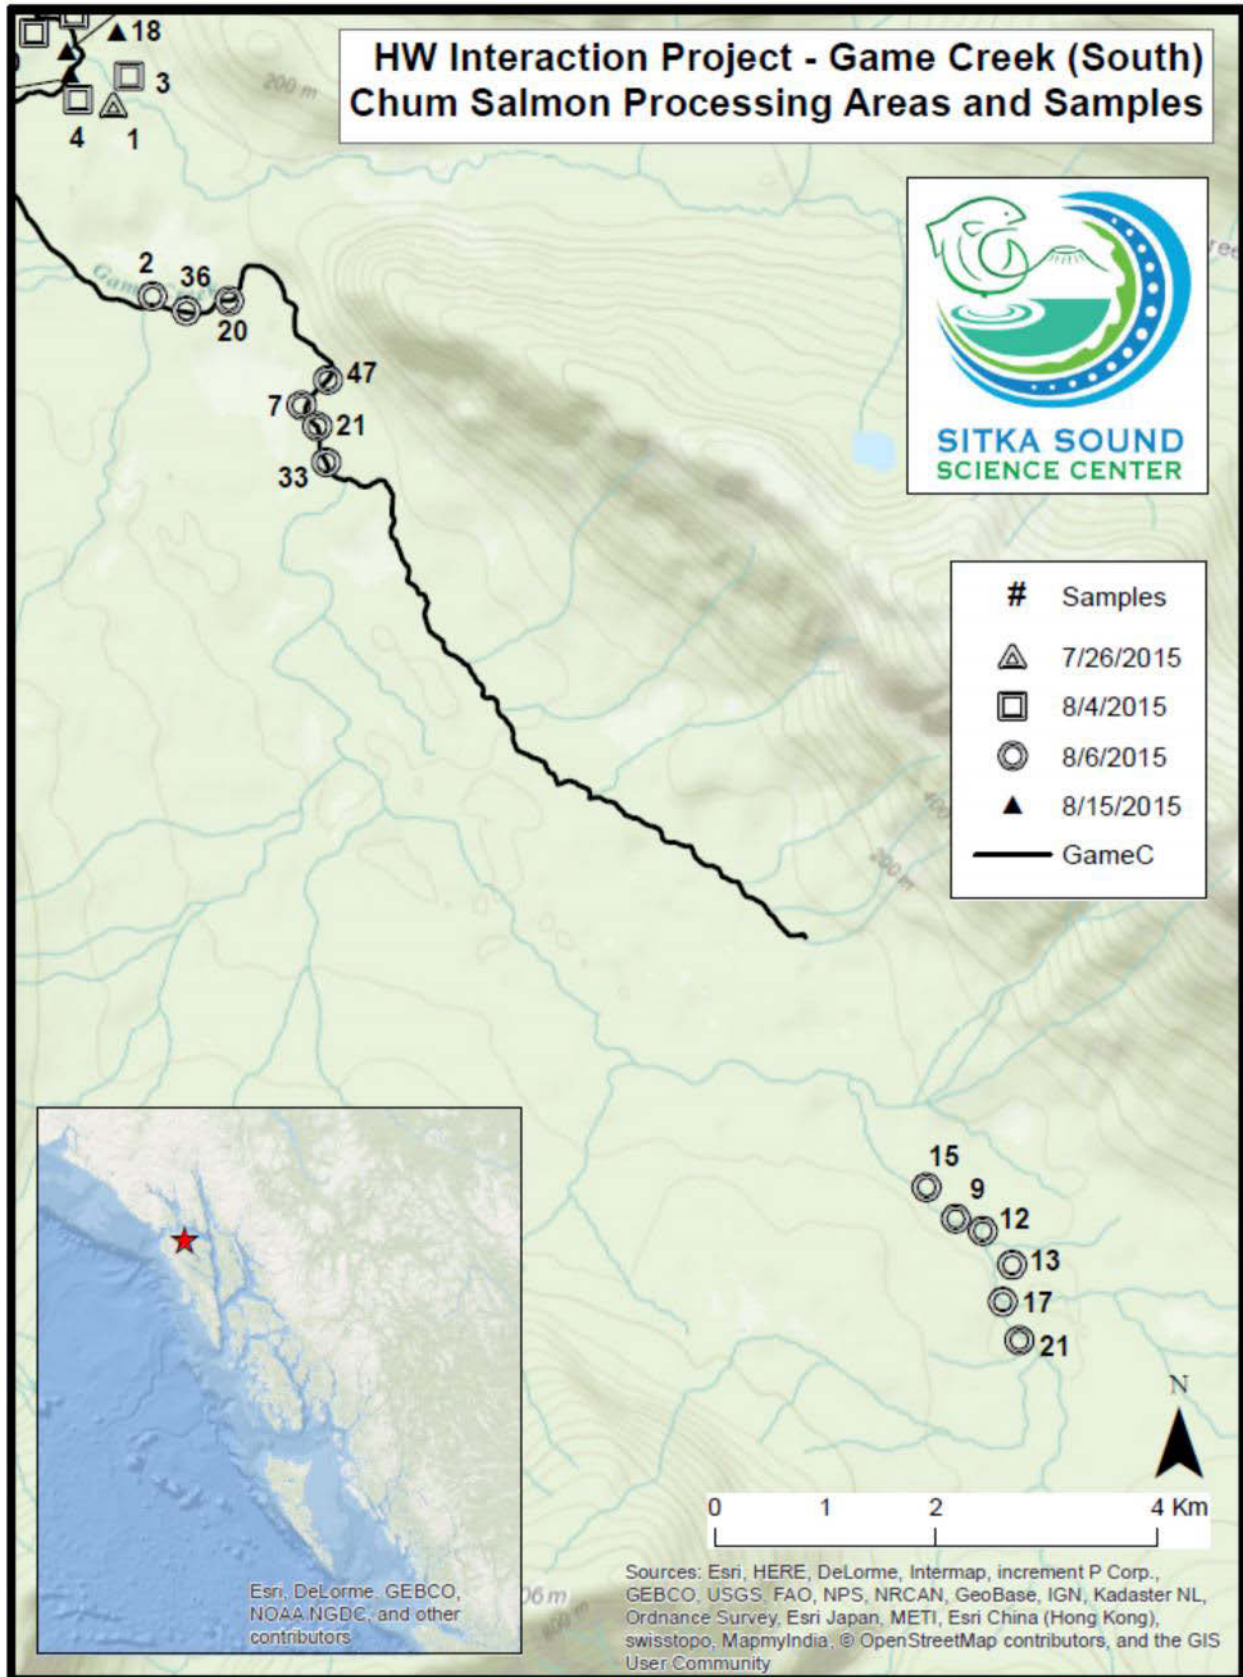 HW Interaction Project - Game Creek (South)
Chum Salmon Processing Areas and Samples
18
3
4
1
200 m
2
36
20
47
7
21
33
SITKA SOUND
SCIENCE CENTER
# Samples
7/26/2015
8/4/2015
8/6/2015
8/15/2015
GameC
200 m
15
9
12
13
17
21
N
0 1 2 4 Km
Esri, DeLorme, GEBCO,
NOAA NGDC, and other
contributors
Sources: Esri, HERE, DeLorme, Intermap, increment P Corp.,
GEBCO, USGS, FAO, NPS, NRCAN, GeoBase, IGN, Kadaster NL,
Ordnance Survey, Esri Japan, METI, Esri China (Hong Kong),
swisstopo, MapmyIndia, © OpenStreetMap contributors, and the GIS
User Community